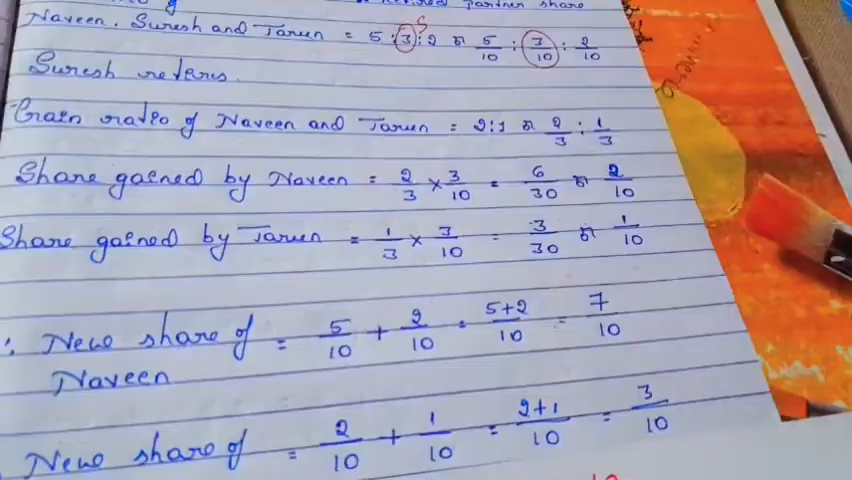 Retired Partner share
Naveen. Suresh and Tarun = 5:3:2 or 5/10 : 3/10 : 2/10
S
Suresh reteres.
Gain ratio of Naveen and Tarun = 2:1 or 2/3 : 1/3
Share gained by Naveen = 2/3 × 3/10 = 6/30 or 2/10
Share gained by Tarun = 1/3 × 3/10 = 3/30 or 1/10
∴ New share of Naveen = 5/10 + 2/10 = 5+2/10 = 7/10
New share of = 2/10 + 1/10 = 2+1/10 = 3/10